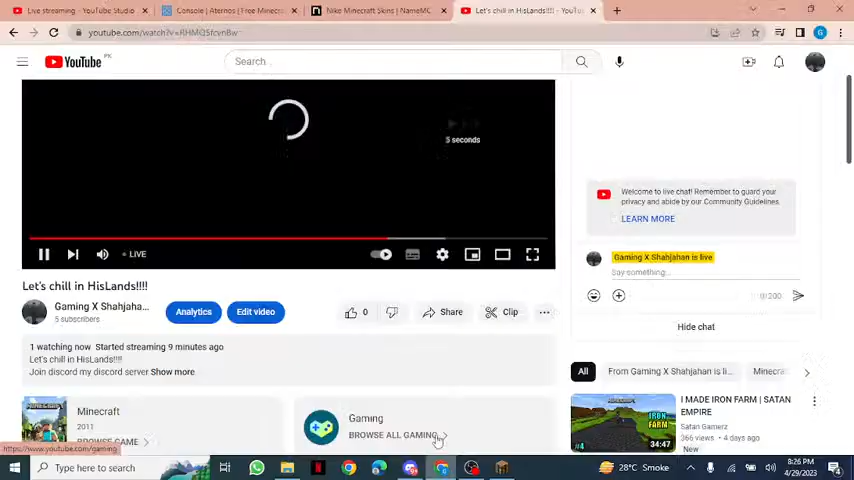 Live streaming - YouTube Studio
Console | Aternos | Free Minecr
Nike Minecraft Skins | NameMC
Let's chill in HisLands!!!! - YouTu
youtube.com/watch?v=RHMQ5fcvnBw
YouTube PK
Search...
5 seconds
LIVE
Welcome to live chat! Remember to guard your
privacy and abide by our Community Guidelines.
LEARN MORE
Gaming X Shahjahan is live
Say something...
0/200
Hide chat
Let's chill in HisLands!!!!
Gaming X Shahjaha...
5 subscribers
Analytics
Edit video
0
Share
Clip
1 watching now Started streaming 9 minutes ago
Let's chill in HisLands!!!!
Join discord my discord server Show more
All
From Gaming X Shahjahan is li...
Minecraf
Minecraft
2011
BROWSE GAME
Gaming
BROWSE ALL GAMING
I MADE IRON FARM | SATAN
EMPIRE
Satan Gamerz
366 views • 4 days ago
New
IRON
FARM
#4
34:47
https://www.youtube.com/gaming
Type here to search
28°C Smoke
8:26 PM
4/29/2023
4